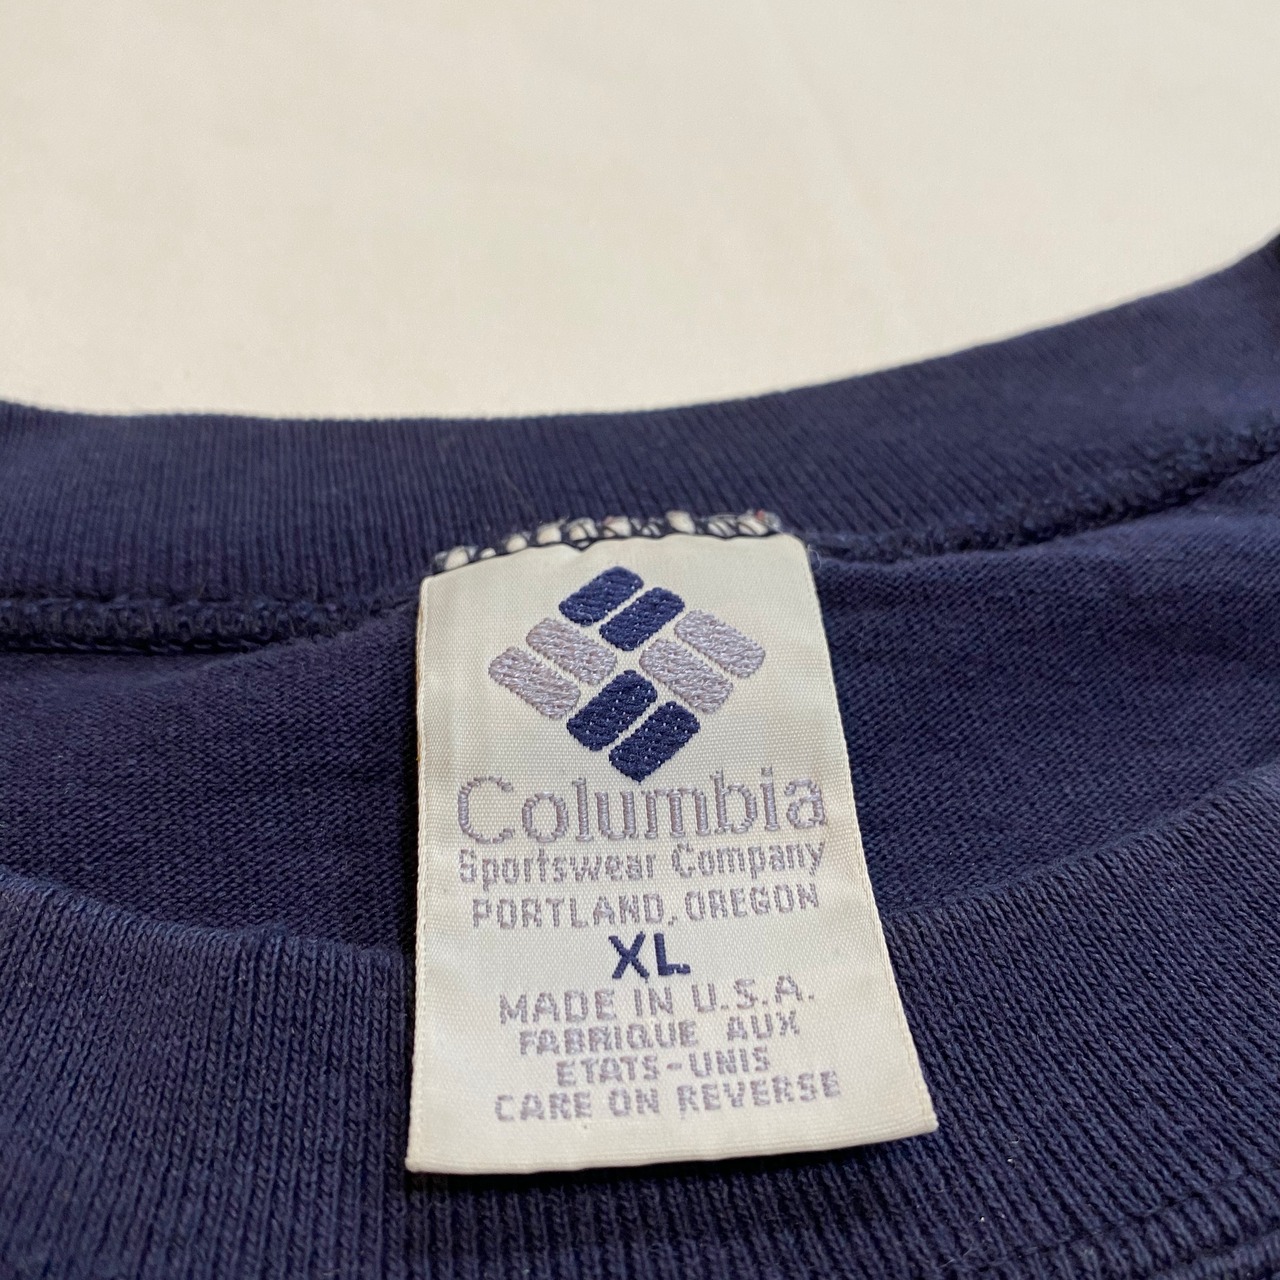 Columbia
Sportswear Company
PORTLAND, OREGON
XL
MADE IN U.S.A.
FABRIQUE AUX
ETATS-UNIS
CARE ON REVERSE